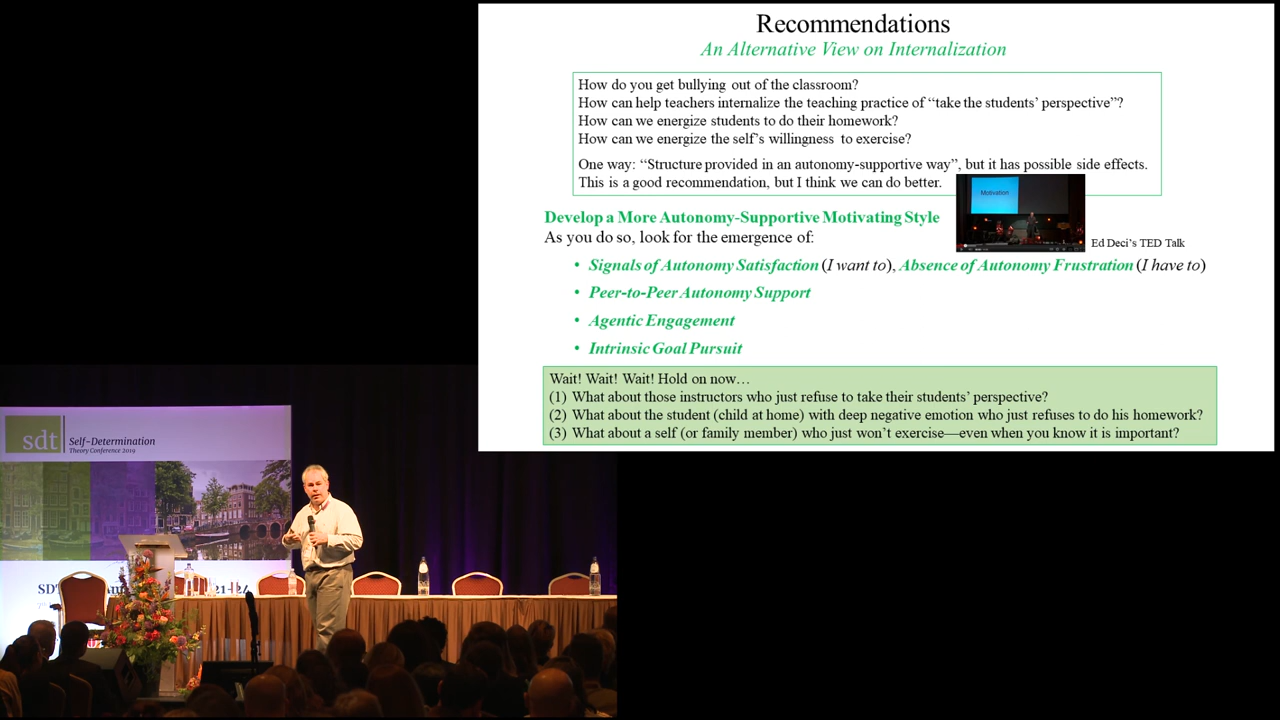 Recommendations
An Alternative View on Internalization
How do you get bullying out of the classroom?
How can help teachers internalize the teaching practice of “take the students’ perspective”?
How can we energize students to do their homework?
How can we energize the self’s willingness to exercise?
One way: “Structure provided in an autonomy-supportive way”, but it has possible side effects.
This is a good recommendation, but I think we can do better.
Motivation
Develop a More Autonomy-Supportive Motivating Style
As you do so, look for the emergence of:
Ed Deci’s TED Talk
• Signals of Autonomy Satisfaction (I want to), Absence of Autonomy Frustration (I have to)
• Peer-to-Peer Autonomy Support
• Agentic Engagement
• Intrinsic Goal Pursuit
Wait! Wait! Wait! Hold on now…
(1) What about those instructors who just refuse to take their students’ perspective?
(2) What about the student (child at home) with deep negative emotion who just refuses to do his homework?
(3) What about a self (or family member) who just won’t exercise—even when you know it is important?
sdt
Self-Determination
Theory Conference 2019